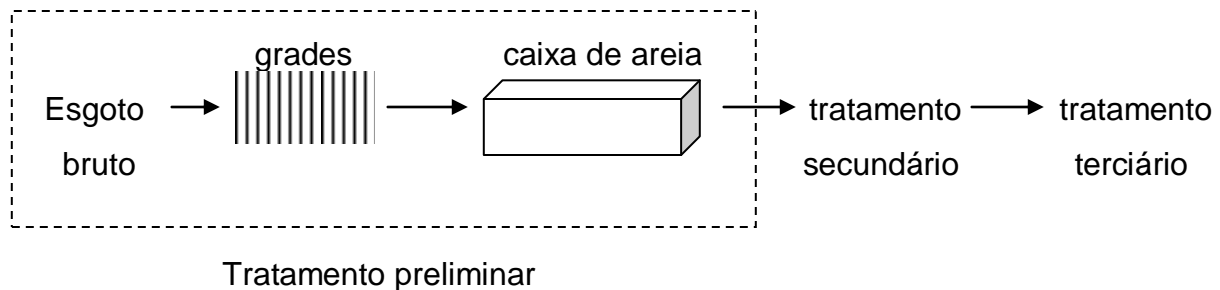 grades
caixa de areia
Esgoto
bruto
tratamento
secundário
tratamento
terciário
Tratamento preliminar